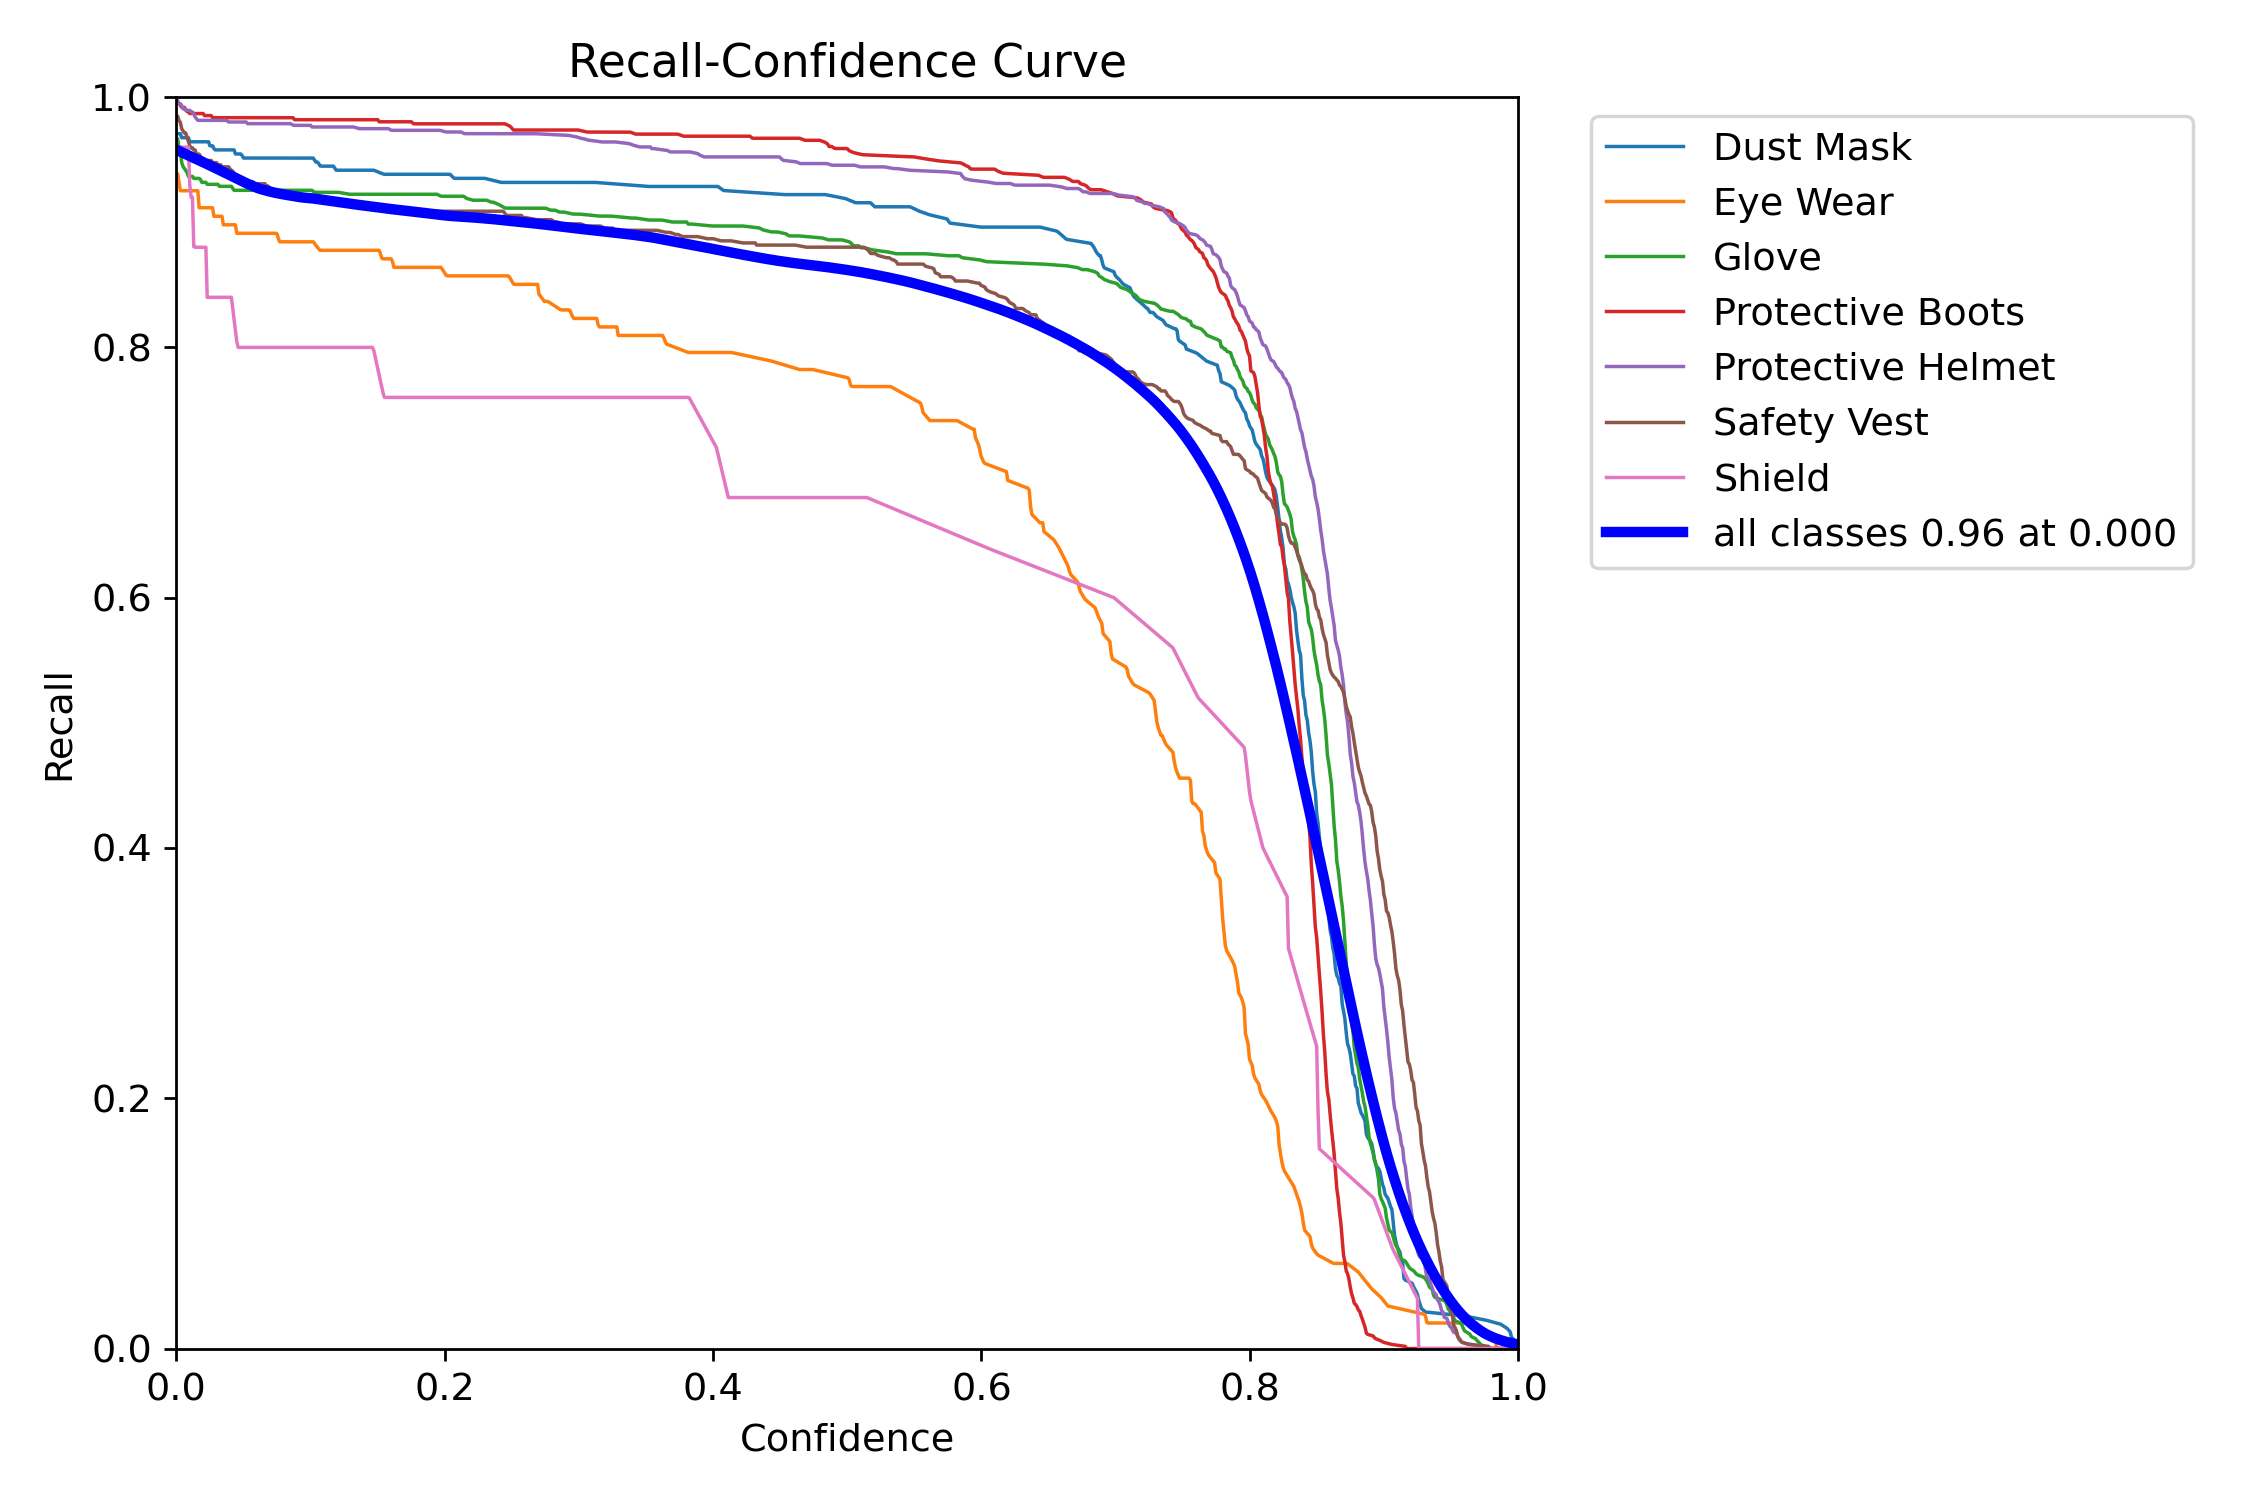 Recall-Confidence Curve
1.0
0.8
0.6
0.4
0.2
0.0
Recall
0.0 0.2 0.4 0.6 0.8 1.0
Confidence
Dust Mask
Eye Wear
Glove
Protective Boots
Protective Helmet
Safety Vest
Shield
all classes 0.96 at 0.000